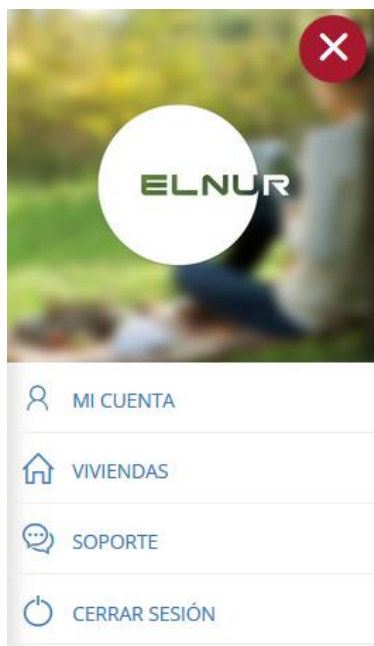 ELNUR
MI CUENTA
VIVIENDAS
SOPORTE
CERRAR SESIÓN